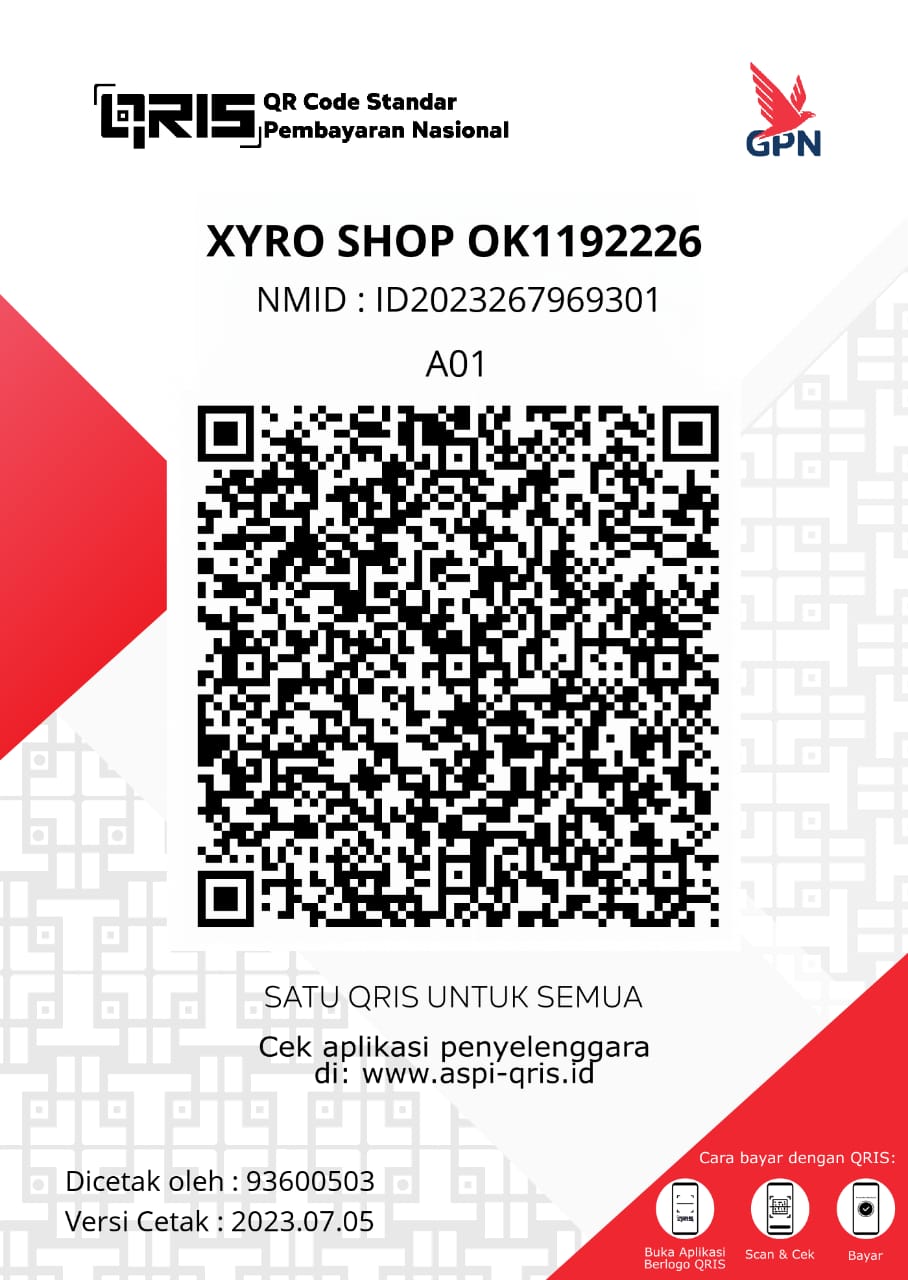 QRIS QR Code Standar
Pembayaran Nasional
GPN
XYRO SHOP OK1192226
NMID : ID2023267969301
A01
SATU QRIS UNTUK SEMUA
Cek aplikasi penyelenggara
di: www.aspi-qris.id
Dicetak oleh : 93600503
Versi Cetak : 2023.07.05
Cara bayar dengan QRIS:
QRIS
Buka Aplikasi
Berlogo QRIS
Scan & Cek
Bayar